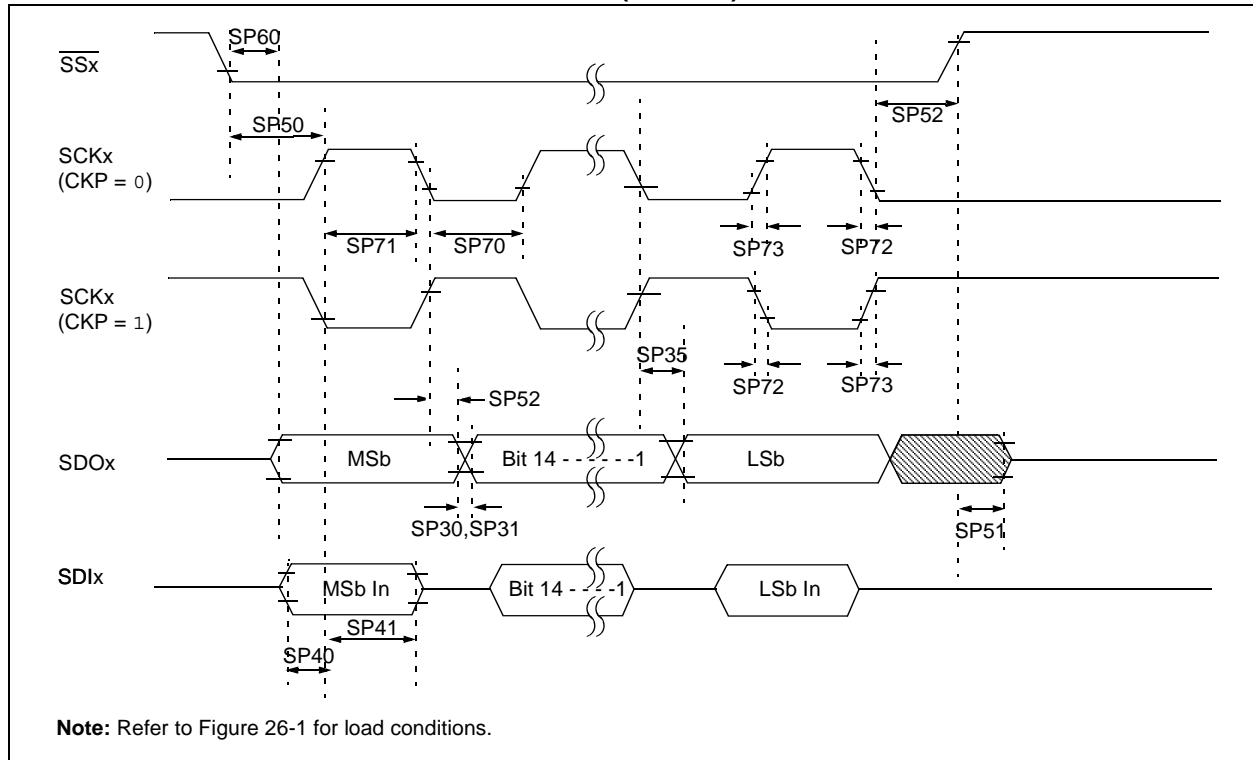 SP60
SSx
SP52
SP50
SCKx
(CKP = 0)
SP71
SP70
SP73
SP72
SCKx
(CKP = 1)
SP35
SP72
SP73
SP52
SDOx
MSb
Bit 14 - - - - - -1
LSb
SP30,SP31
SP51
SDIx
MSb In
Bit 14 - - - -1
LSb In
SP41
SP40
Note: Refer to Figure 26-1 for load conditions.